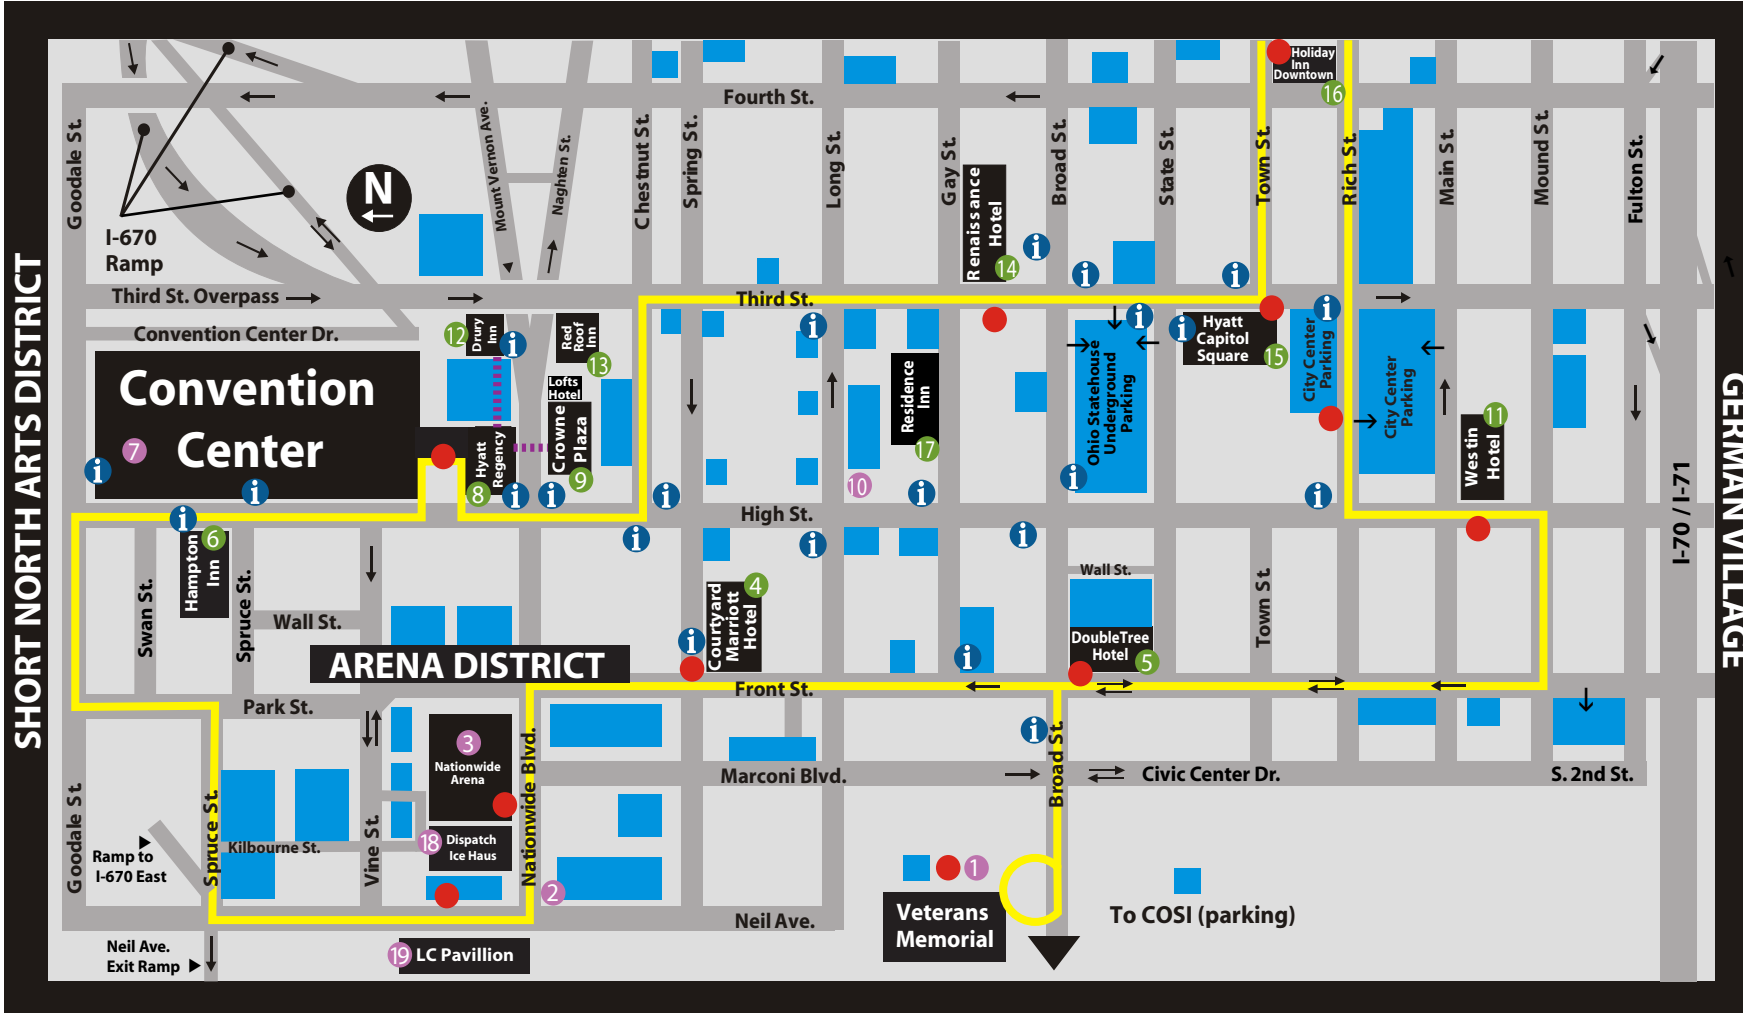 Holiday
Inn
Downtown
16
Fourth St.
Goodale St.
Mount Vernon Ave.
Naghten St.
Chestnut St.
Spring St.
Long St.
Gay St.
Broad St.
State St.
Town St.
Rich St.
Main St.
Mound St.
Fulton St.
N
I-670
Ramp
Renaissance
Hotel
14
i
i
i
Third St. Overpass
Third St.
Convention Center Dr.
12
Drury
Inn
i
Red
Roof
Inn
13
i
i
i
Hyatt
Capitol
Square
15
i
City Center
Parking
City Center
Parking
Ohio Statehouse
Underground
Parking
i
Convention
Center
7
i
i
Lofts
Hotel
Crowne
Plaza
9
Hyatt
Regency
8
i
i
i
Residence
Inn
17
10
i
i
Westin
Hotel
11
SHORT NORTH ARTS DISTRICT
GERMAN VILLAGE
I-70 / I-71
High St.
i
Hampton
Inn
6
i
i
i
Swan St.
Spruce St.
Wall St.
Courtyard
Marriott
Hotel
4
i
i
Wall St.
DoubleTree
Hotel
5
Town St.
ARENA DISTRICT
Front St.
Park St.
3
Nationwide
Arena
Nationwide Blvd.
i
Broad St.
Marconi Blvd.
Civic Center Dr.
S. 2nd St.
Goodale St.
Spruce St.
Kilbourne St.
Vine St.
18
Dispatch
Ice Haus
Ramp to
I-670 East
2
1
Veterans
Memorial
To COSI (parking)
Neil Ave.
Neil Ave.
Exit Ramp
19
LC Pavillion